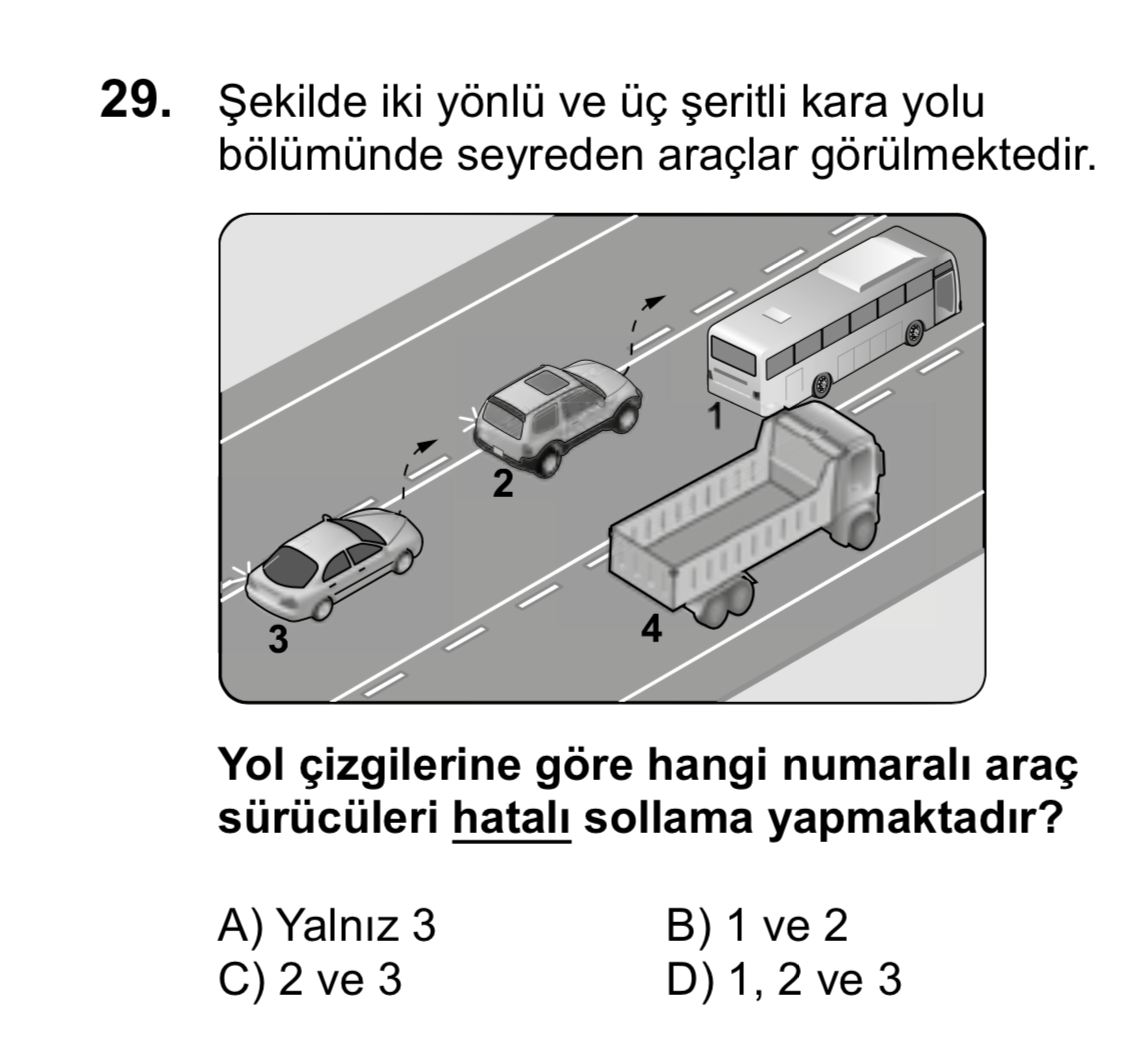 29. Şekilde iki yönlü ve üç şeritli kara yolu
bölümünde seyreden araçlar görülmektedir.
1
2
3
4
Yol çizgilerine göre hangi numaralı araç
sürücüleri hatalı sollama yapmaktadır?
A) Yalnız 3 B) 1 ve 2
C) 2 ve 3 D) 1, 2 ve 3